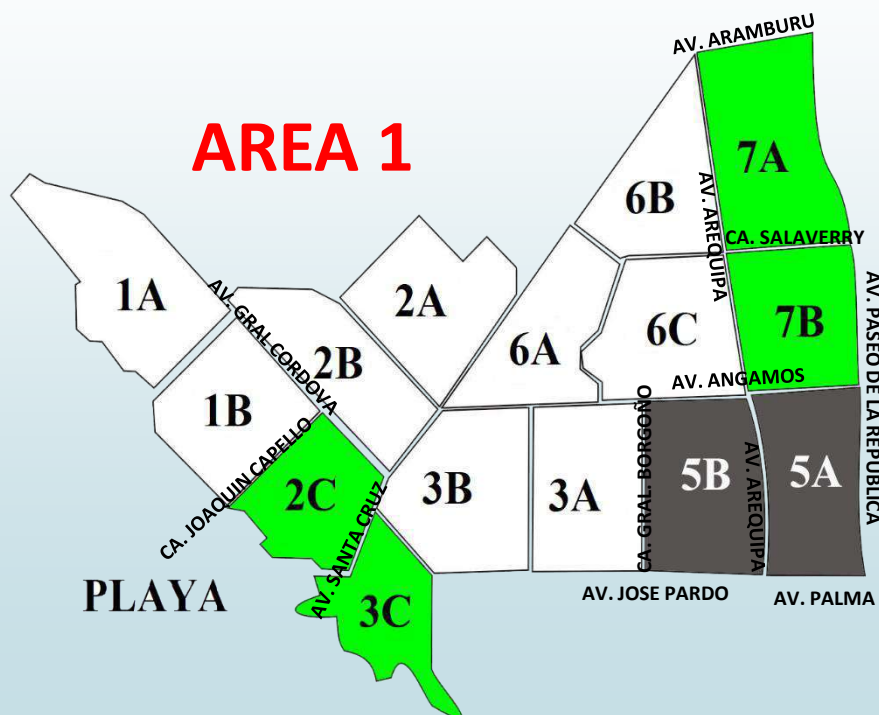 AV. ARAMBURU
AREA 1
7A
6B
AV. AREQUIPA
CA. SALAVERRY
1A
AV. GRAL CORDOVA
2A
7B
AV. PASEO DE LA REPUBLICA
6C
6A
2B
AV. ANGAMOS
1B
CA. JOAQUIN CAPELLO
2C
AV. SANTA CRUZ
3B
3A
CA. GRAL. BORGOÑO
5B
AV. AREQUIPA
5A
PLAYA
3C
AV. JOSE PARDO
AV. PALMA